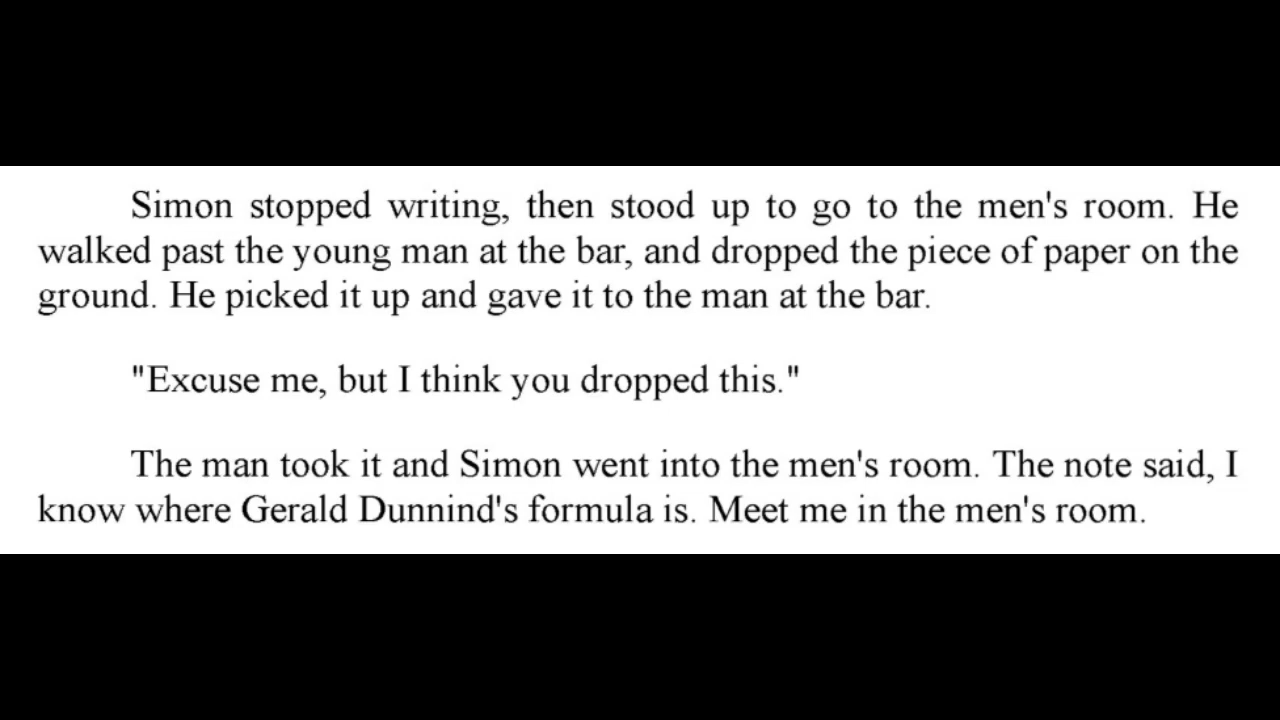 Simon stopped writing, then stood up to go to the men's room. He
walked past the young man at the bar, and dropped the piece of paper on the
ground. He picked it up and gave it to the man at the bar.
"Excuse me, but I think you dropped this."
The man took it and Simon went into the men's room. The note said, I
know where Gerald Dunnind's formula is. Meet me in the men's room.